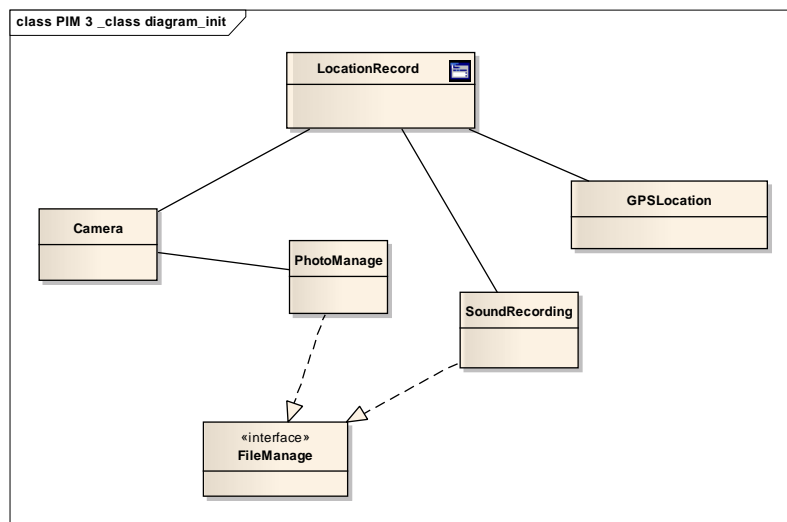 class PIM 3 _class diagram_init
LocationRecord
GPSLocation
Camera
PhotoManage
SoundRecording
«interface»
FileManage